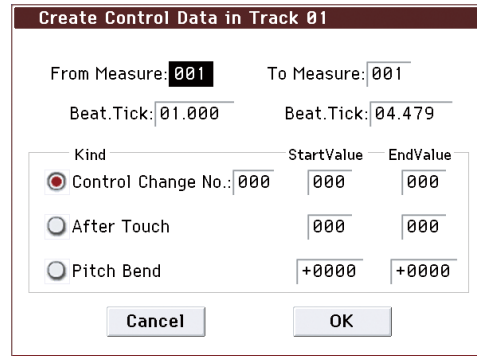 Create Control Data in Track 01
From Measure: 001 To Measure: 001
Beat.Tick: 01.000 Beat.Tick: 04.479
Kind StartValue EndValue
Control Change No.: 000 000 000
After Touch 000 000
Pitch Bend +0000 +0000
Cancel OK